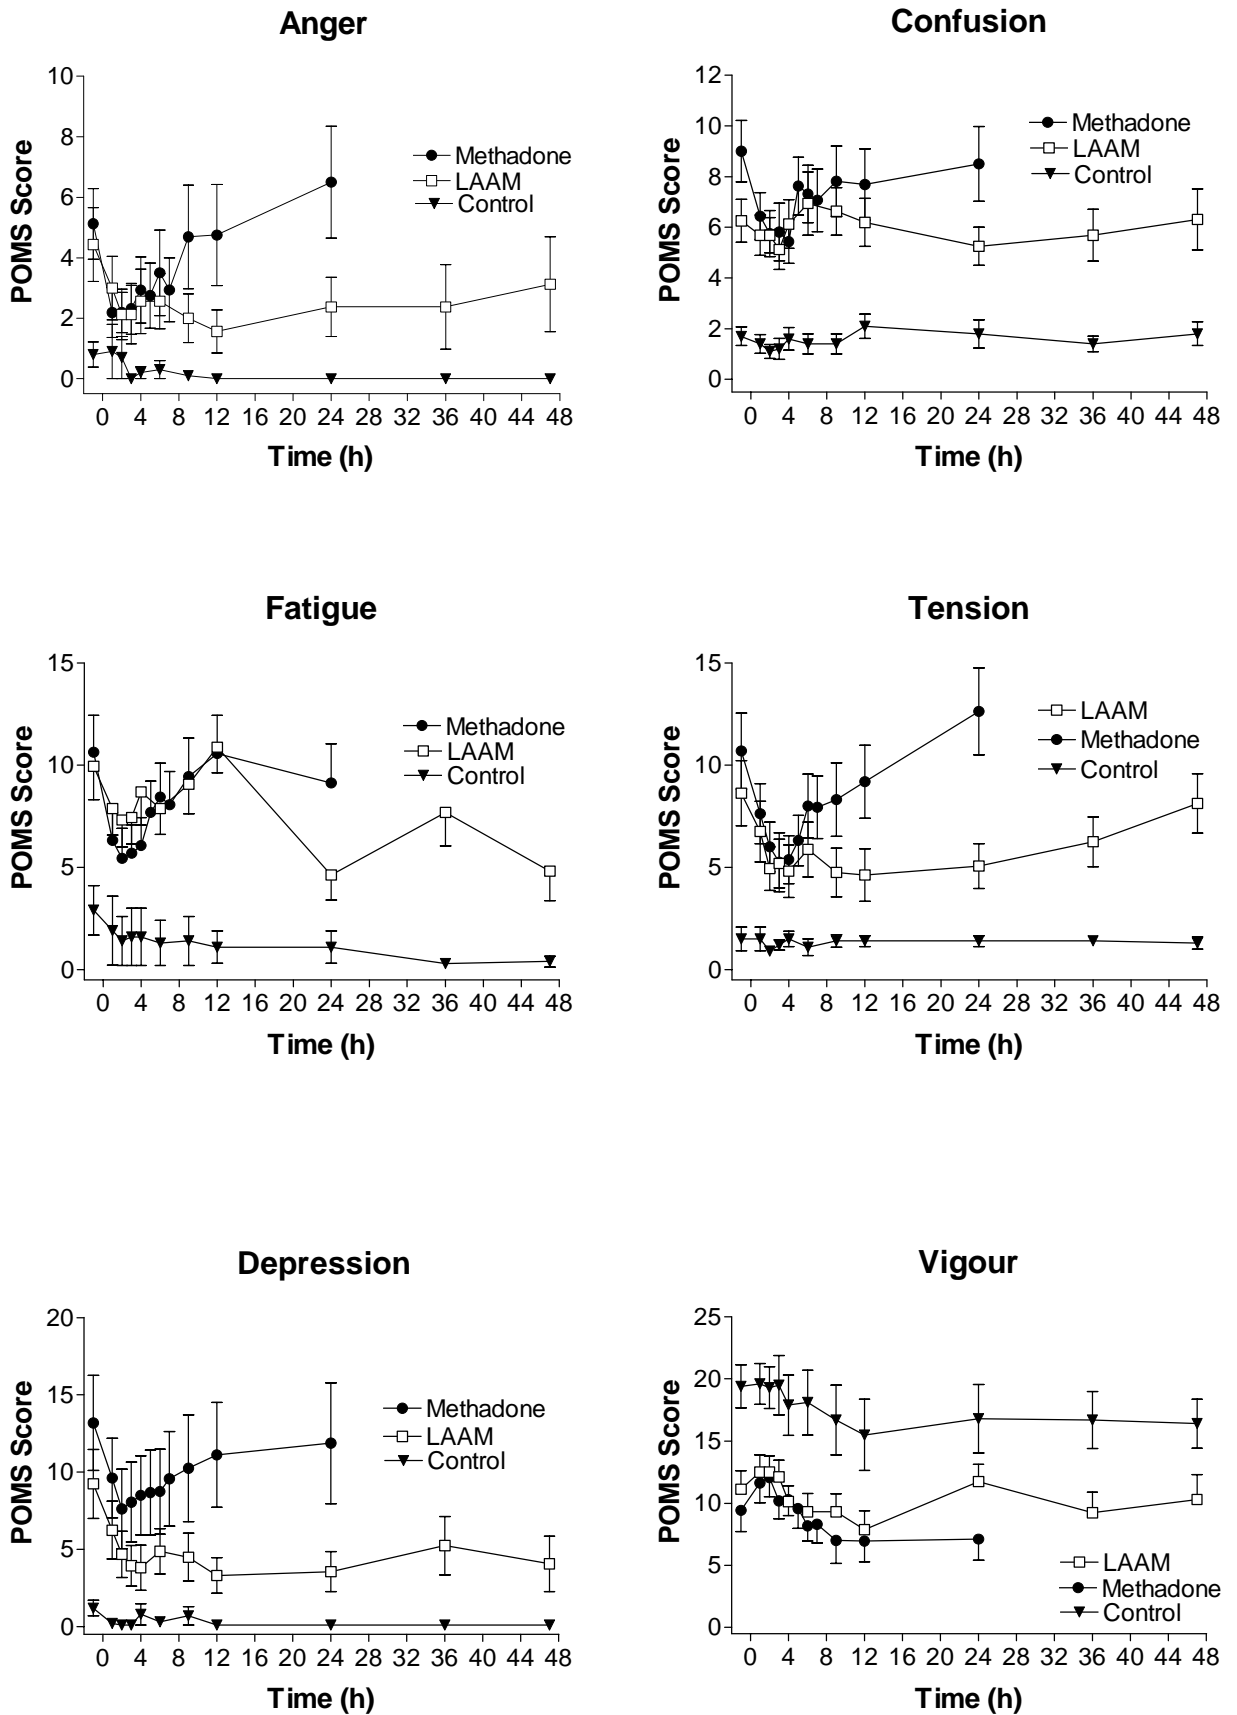 Anger
10
8
6
4
2
0
POMS Score
Methadone
LAAM
Control
0 4 8 12 16 20 24 28 32 36 40 44 48
Time (h)
Confusion
12
10
8
6
4
2
0
POMS Score
Methadone
LAAM
Control
0 4 8 12 16 20 24 28 32 36 40 44 48
Time (h)
Fatigue
15
10
5
0
POMS Score
Methadone
LAAM
Control
0 4 8 12 16 20 24 28 32 36 40 44 48
Time (h)
Tension
15
10
5
0
POMS Score
LAAM
Methadone
Control
0 4 8 12 16 20 24 28 32 36 40 44 48
Time (h)
Depression
20
15
10
5
0
POMS Score
Methadone
LAAM
Control
0 4 8 12 16 20 24 28 32 36 40 44 48
Time (h)
Vigour
25
20
15
10
5
0
POMS Score
LAAM
Methadone
Control
0 4 8 12 16 20 24 28 32 36 40 44 48
Time (h)